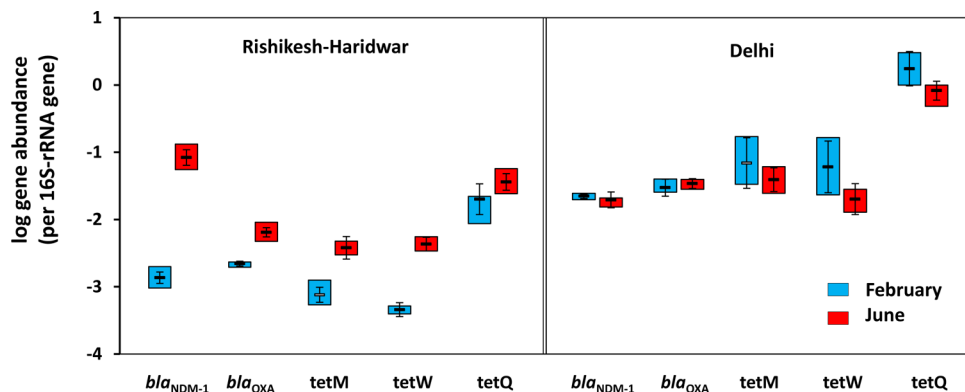 log gene abundance
(per 16S-rRNA gene)
1
0
-1
-2
-3
-4
Rishikesh-Haridwar
Delhi
February
June
blaNDM-1 blaOXA tetM tetW tetQ blaNDM-1 blaOXA tetM tetW tetQ